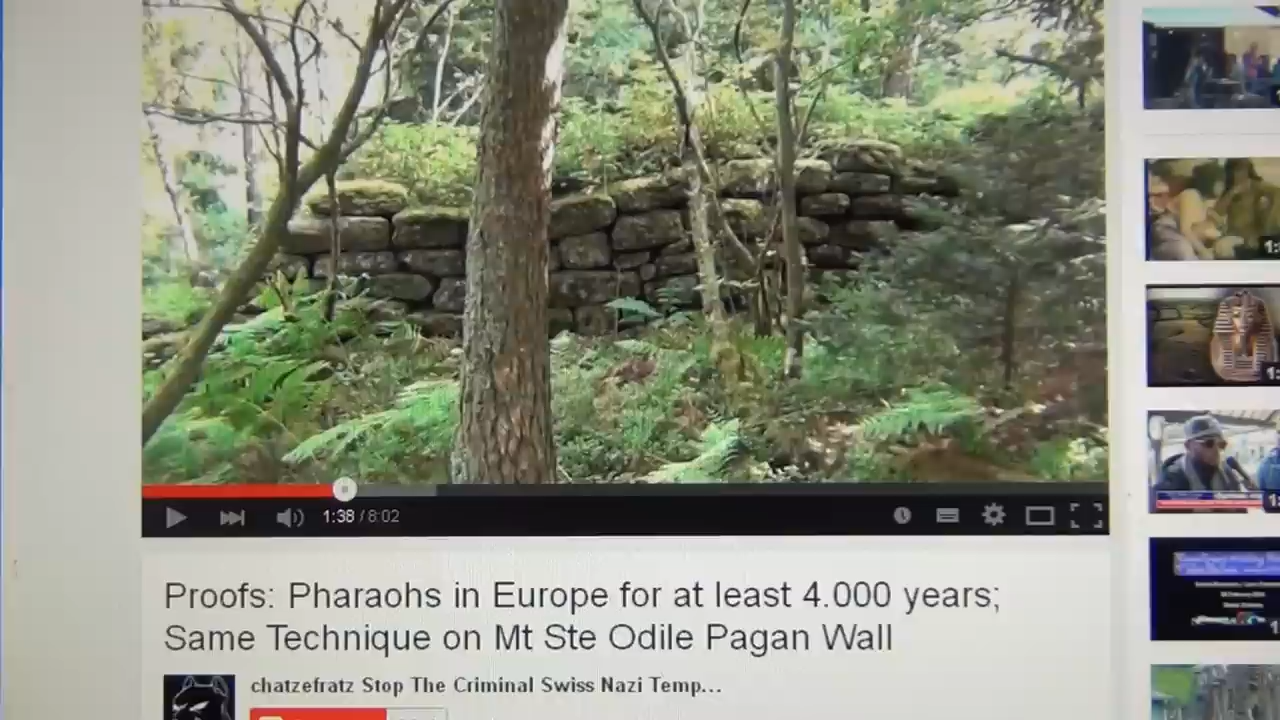 1:38 / 8:02
Proofs: Pharaohs in Europe for at least 4.000 years;
Same Technique on Mt Ste Odile Pagan Wall
chatzefratz Stop The Criminal Swiss Nazi Temp...